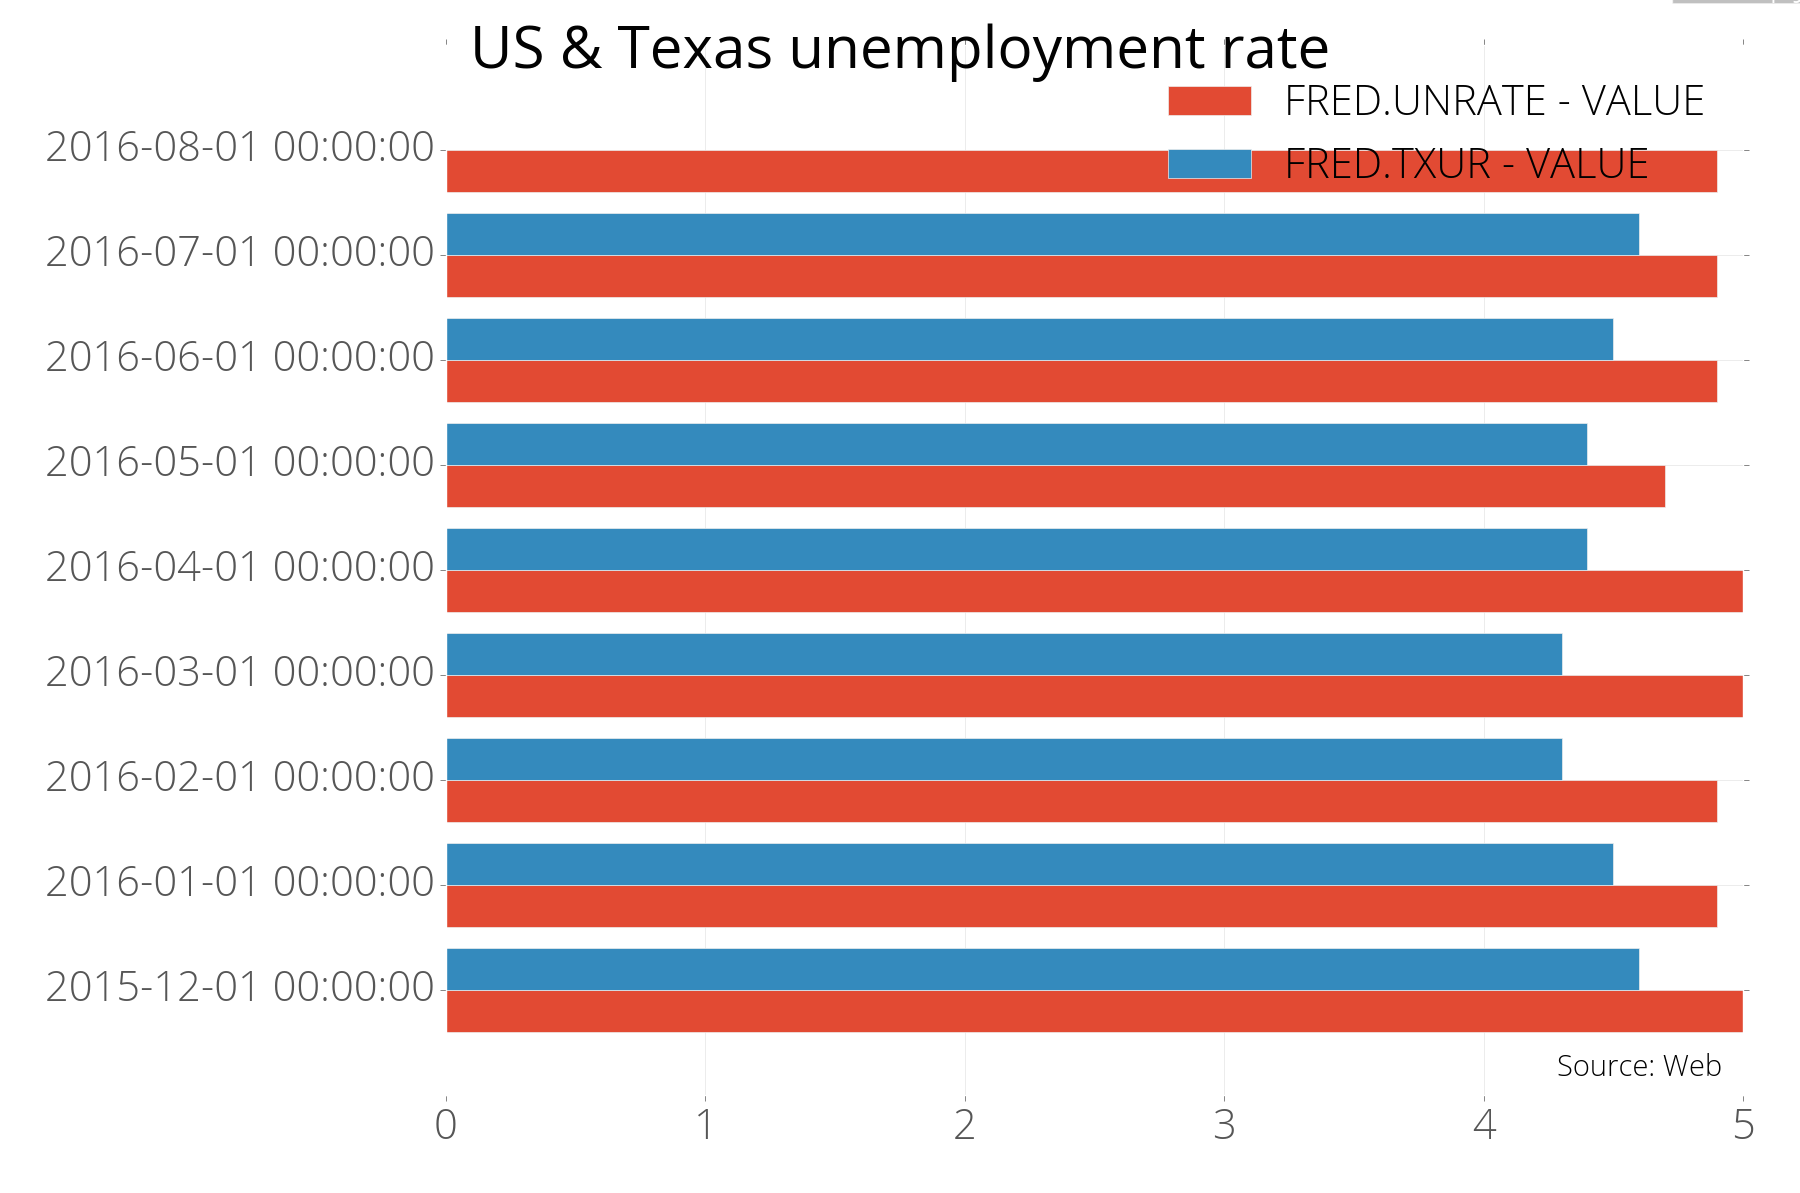 US & Texas unemployment rate
FRED.UNRATE - VALUE
FRED.TXUR - VALUE
2016-08-01 00:00:00
2016-07-01 00:00:00
2016-06-01 00:00:00
2016-05-01 00:00:00
2016-04-01 00:00:00
2016-03-01 00:00:00
2016-02-01 00:00:00
2016-01-01 00:00:00
2015-12-01 00:00:00
Source: Web
0 1 2 3 4 5